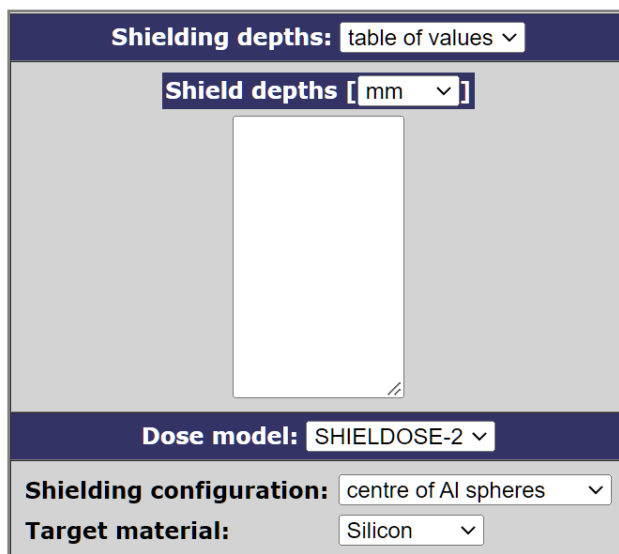 Shielding depths: table of values
Shield depths [ mm ]
Dose model: SHIELDOSE-2
Shielding configuration: centre of Al spheres
Target material: Silicon